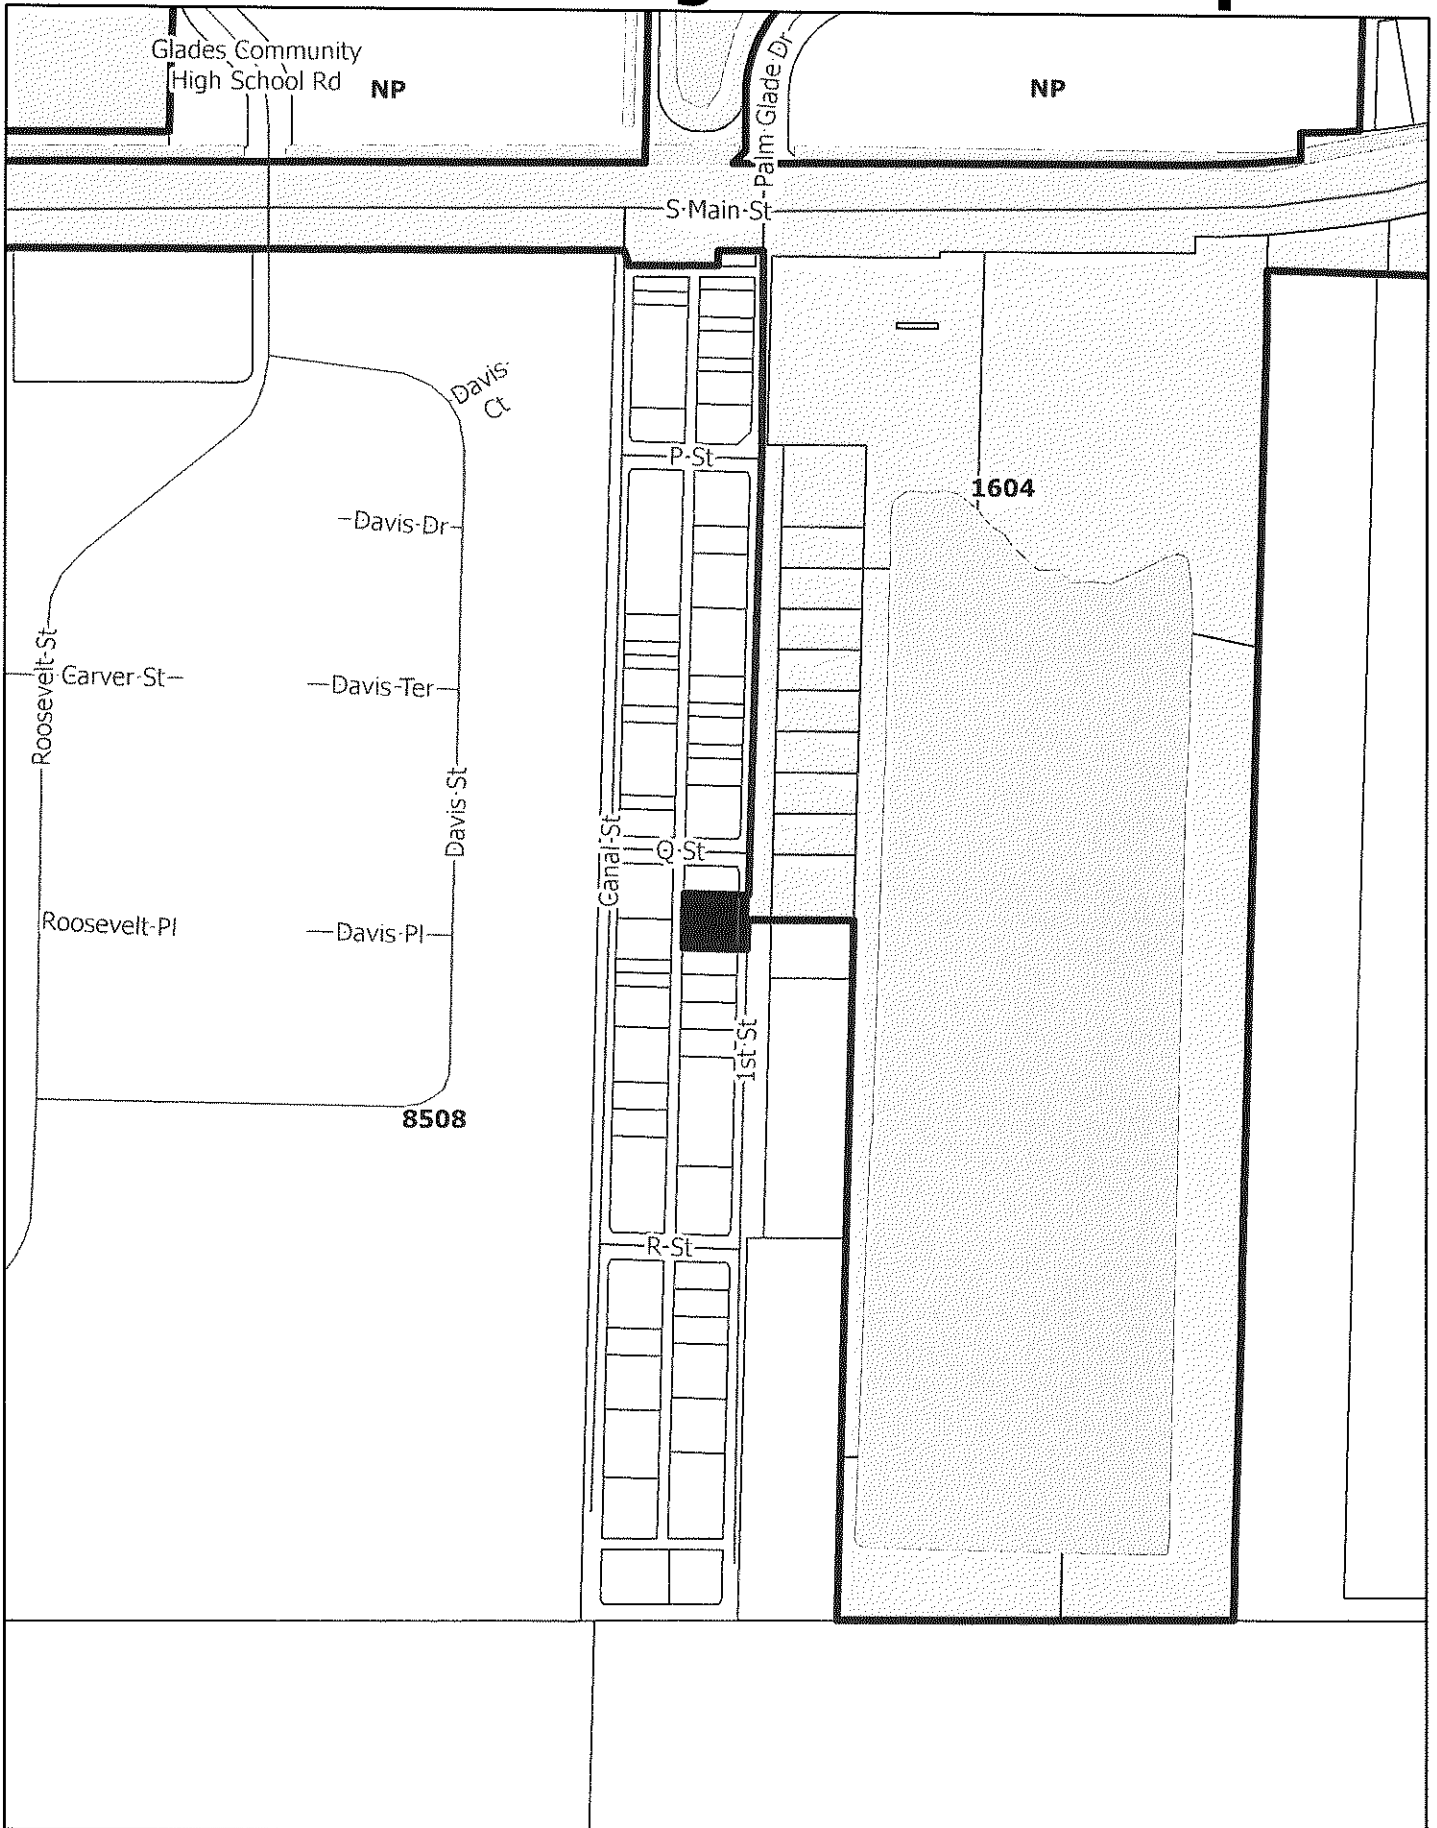 Glades Community
High School Rd
NP
NP
Palm Glade Dr
S Main St
Davis
Ct
P St
1604
Davis Dr
Roosevelt St
Carver St
Davis Ter
Davis St
Canal St
Q St
Roosevelt Pl
Davis Pl
1st St
8508
R St